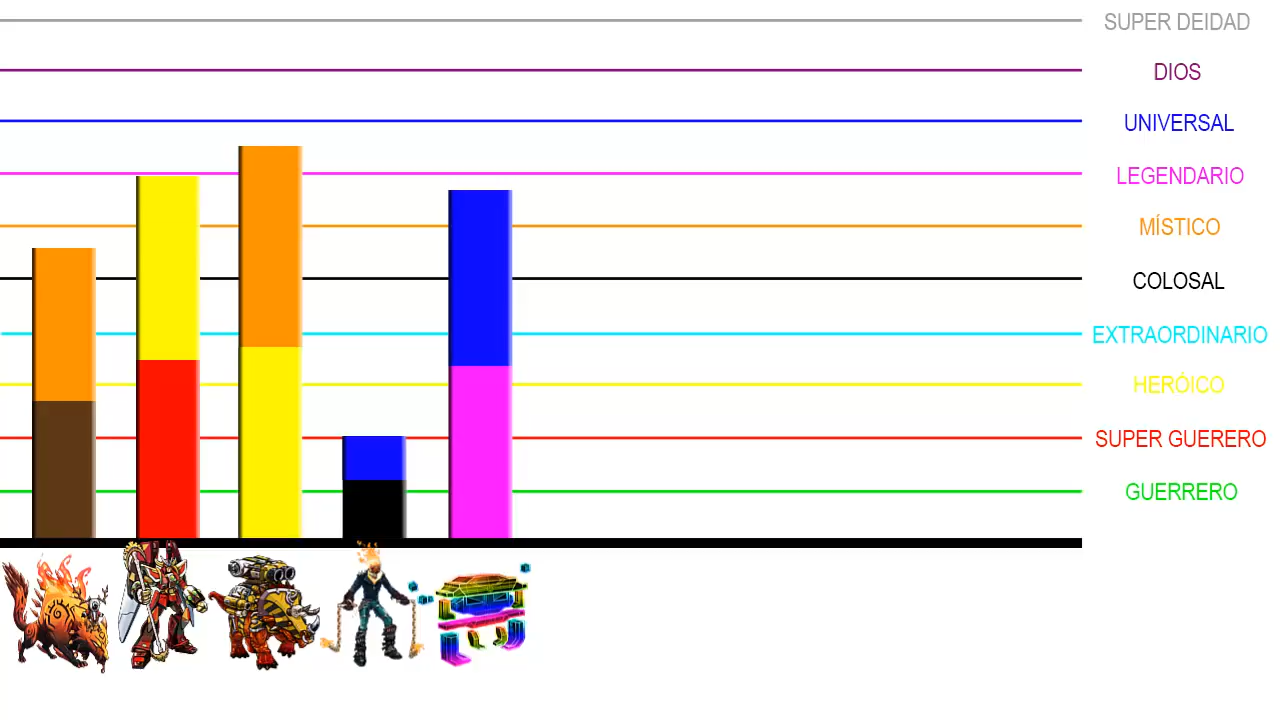 SUPER DEIDAD
DIOS
UNIVERSAL
LEGENDARIO
MÍSTICO
COLOSAL
EXTRAORDINARIO
HERÓICO
SUPER GUERERO
GUERRERO